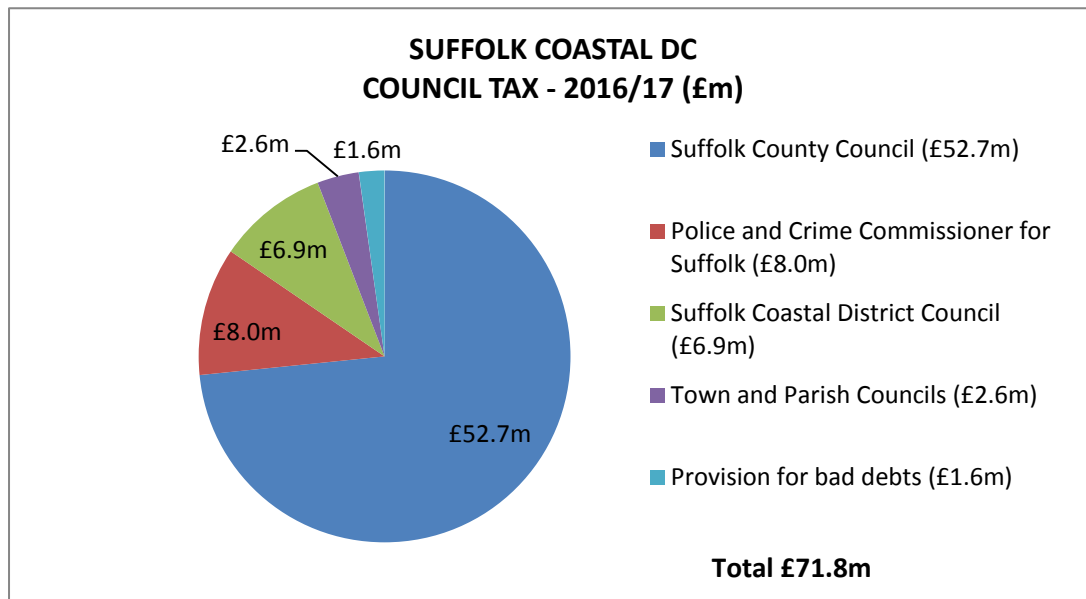 SUFFOLK COASTAL DC
COUNCIL TAX - 2016/17 (£m)
£2.6m
£1.6m
£6.9m
£8.0m
£52.7m
Suffolk County Council (£52.7m)
Police and Crime Commissioner for
Suffolk (£8.0m)
Suffolk Coastal District Council
(£6.9m)
Town and Parish Councils (£2.6m)
Provision for bad debts (£1.6m)
Total £71.8m